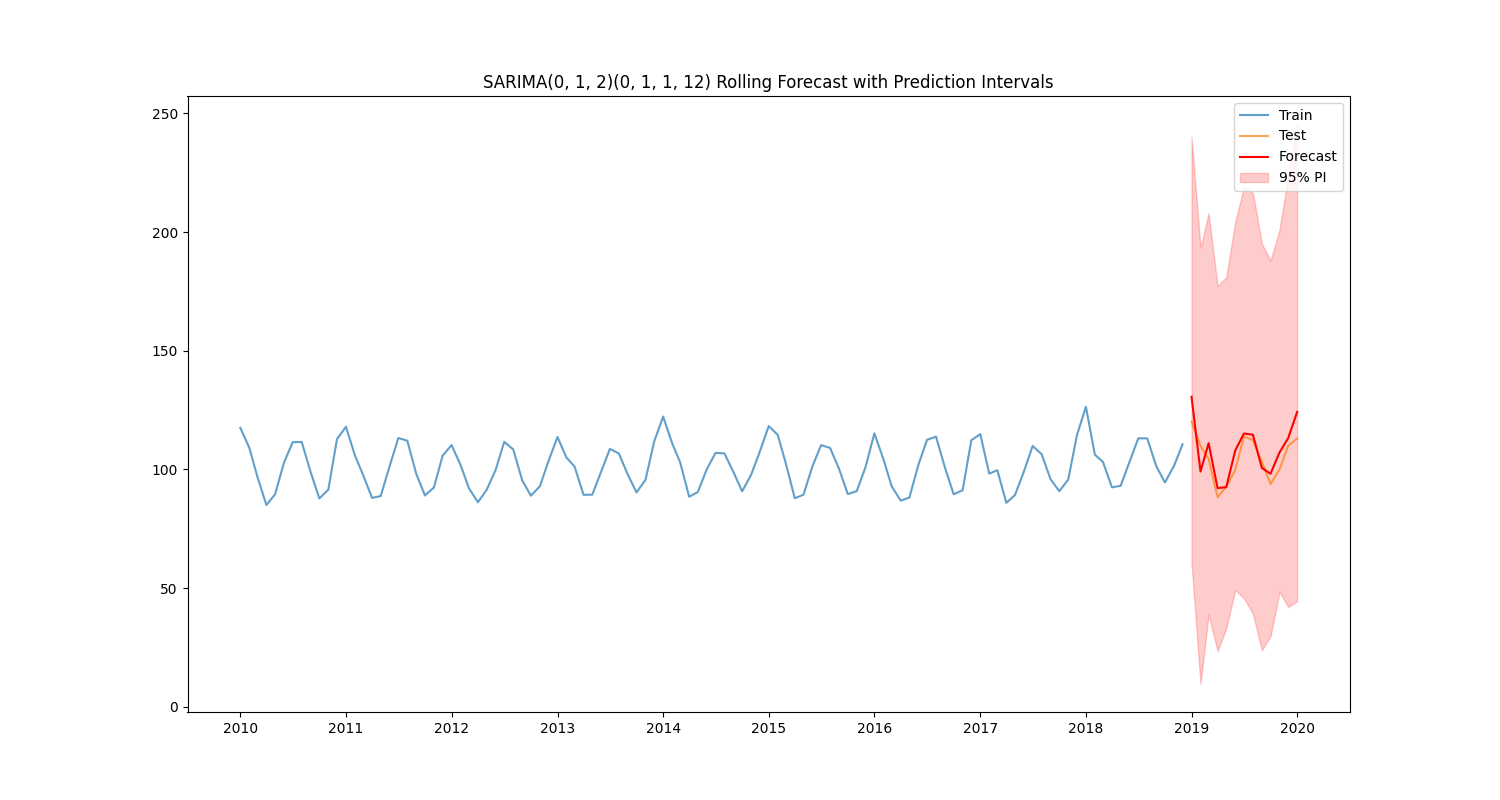 SARIMA(0, 1, 2)(0, 1, 1, 12) Rolling Forecast with Prediction Intervals
250
200
150
100
50
0
Train
Test
Forecast
95% PI
2010 2011 2012 2013 2014 2015 2016 2017 2018 2019 2020